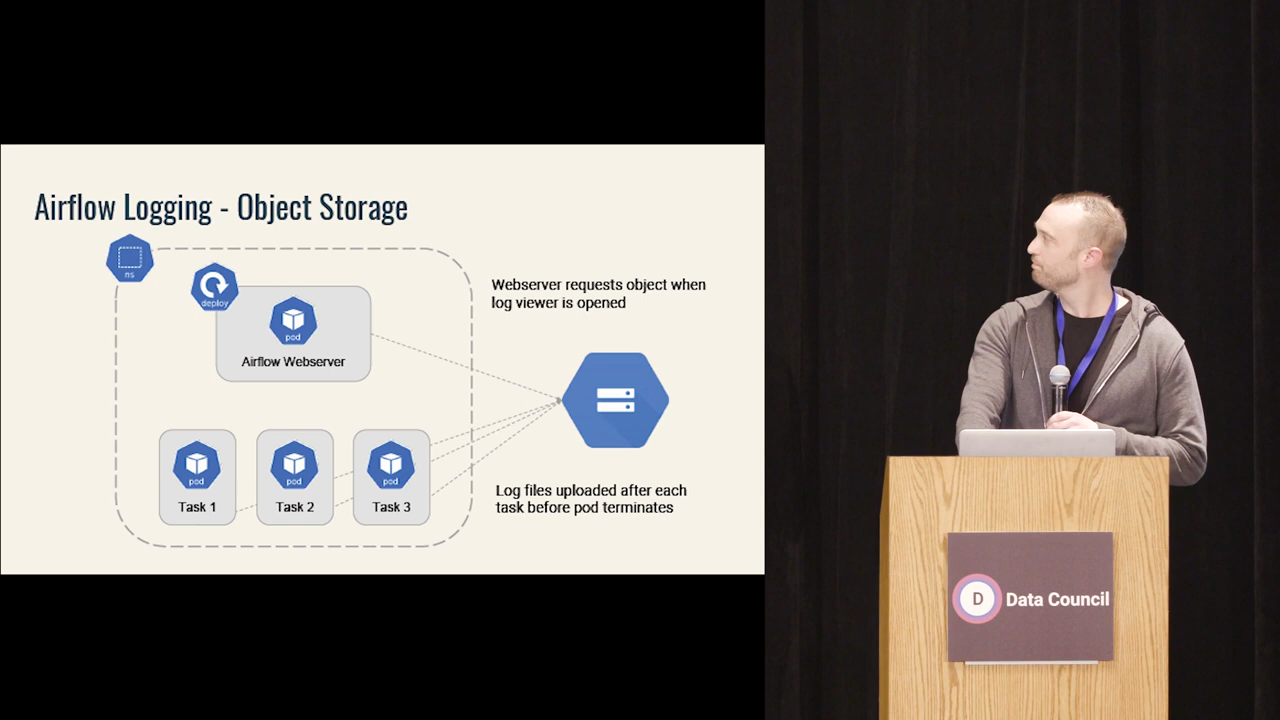 Airflow Logging - Object Storage
ns
deploy
pod
Airflow Webserver
Webserver requests object when
log viewer is opened
pod
Task 1
pod
Task 2
pod
Task 3
Log files uploaded after each
task before pod terminates
D
Data Council